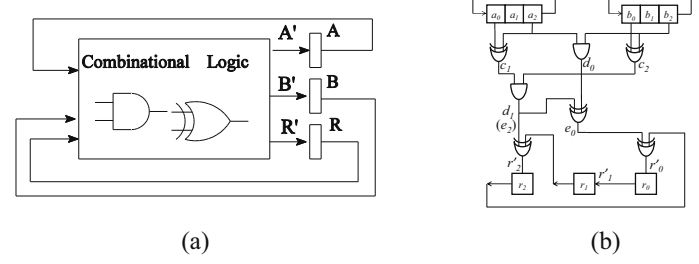 A' A
Combinational Logic
B' B
R' R
(a)
a₀ a₁ a₂ b₀ b₁ b₂
c₁ d₀ c₂
d₁
(e₂) e₀
r'₂ r'₁ r'₀
r₂ r₁ r₀
(b)